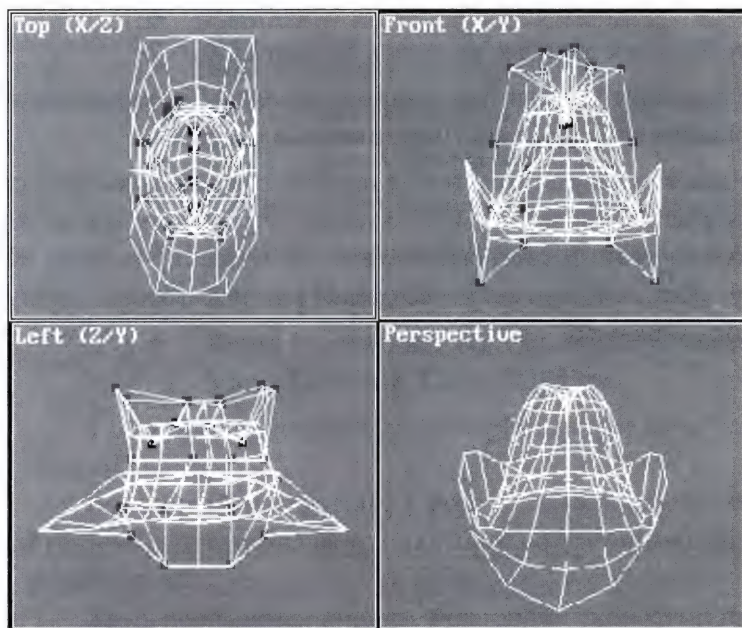 Top (X/Z)
Front (X/Y)
Left (Z/Y)
Perspective